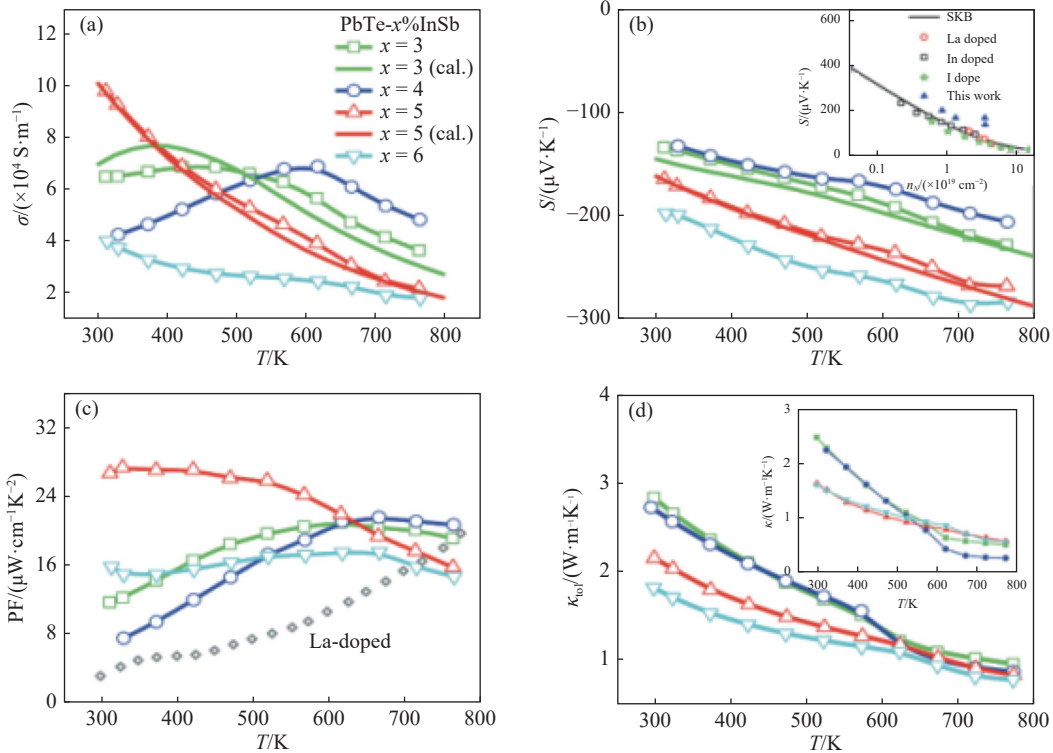 (a)
PbTe-x%InSb
x = 3
x = 3 (cal.)
x = 4
x = 5
x = 5 (cal.)
x = 6
12
10
8
6
4
2
σ/(×10⁴ S·m⁻¹)
300 400 500 600 700 800
T/K
(b)
0
−100
−200
−300
S/(μV·K⁻¹)
300 400 500 600 700 800
T/K
600
400
200
0
S/(μV·K⁻¹)
SKB
La doped
In doped
I dope
This work
0.1 1 10
(×10¹⁹ cm⁻²)
(c)
32
24
16
8
0
PF/(μW·cm⁻¹K⁻²)
La-doped
300 400 500 600 700 800
T/K
(d)
4
3
2
1
/(W·m⁻¹K⁻¹)
300 400 500 600 700 800
T/K
3
2
1
0
κ/(W·m⁻¹K⁻¹)
300 400 500 600 700 800
T/K